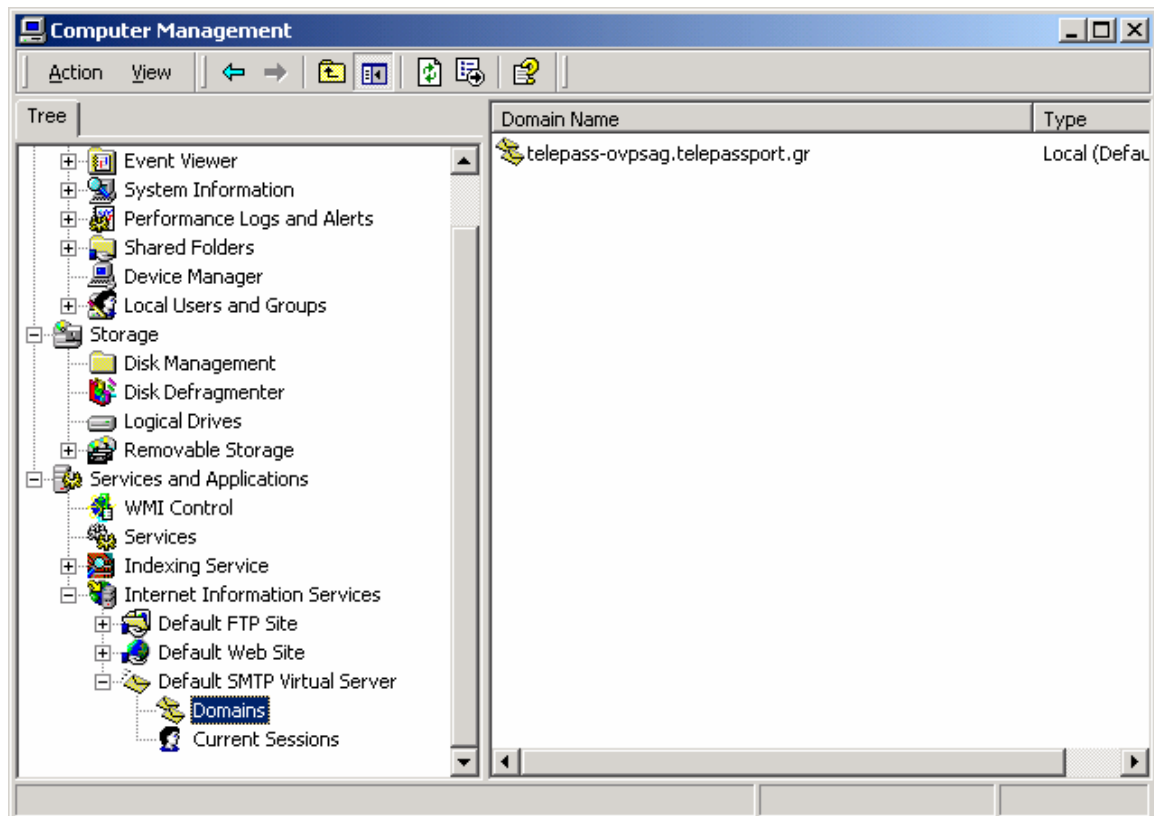 Computer Management
Action View
Tree
Domain Name Type
Event Viewer
System Information
Performance Logs and Alerts
Shared Folders
Device Manager
Local Users and Groups
Storage
Disk Management
Disk Defragmenter
Logical Drives
Removable Storage
Services and Applications
WMI Control
Services
Indexing Service
Internet Information Services
Default FTP Site
Default Web Site
Default SMTP Virtual Server
Domains
Current Sessions
telepass-ovpsag.telepassport.gr Local (Defau